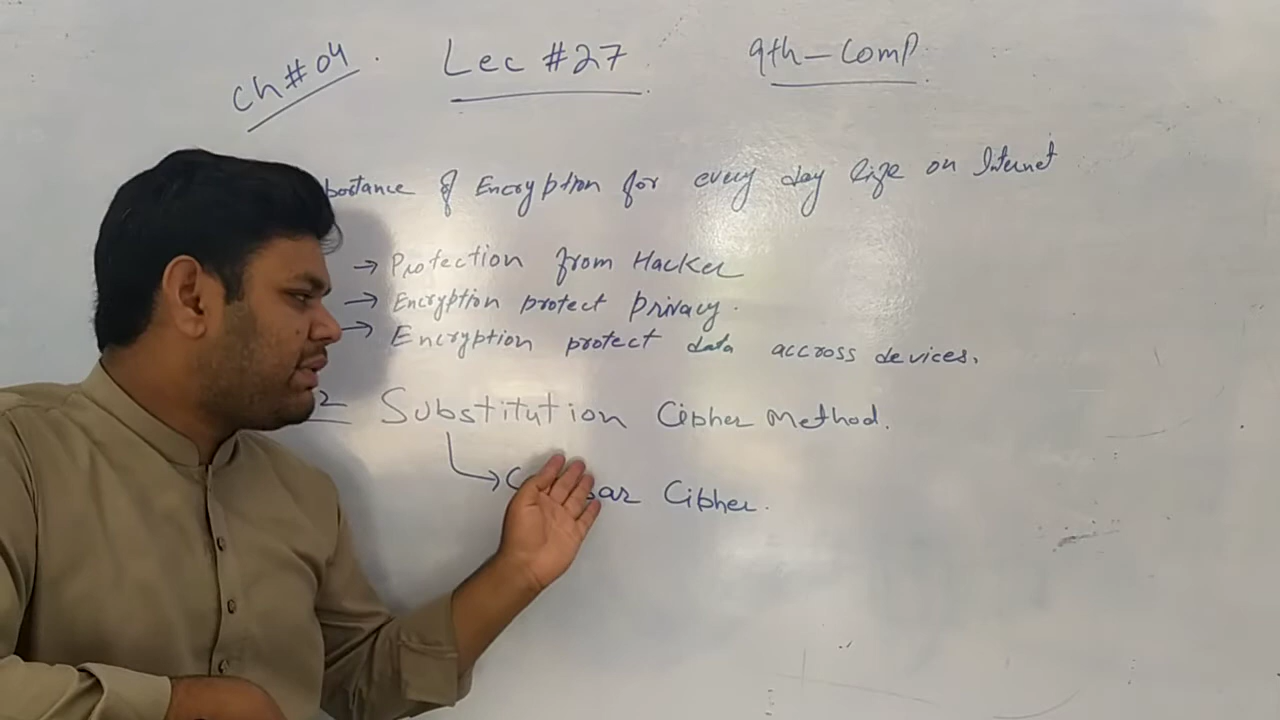 Ch#04. Lec #27 9th-Comp
of Encryption for every day life on Internet
→ Protection from Hacker
→ Encryption protect Privacy.
→ Encryption protect data accross devices.
2 Substitution Cipher Method.
Cipher.